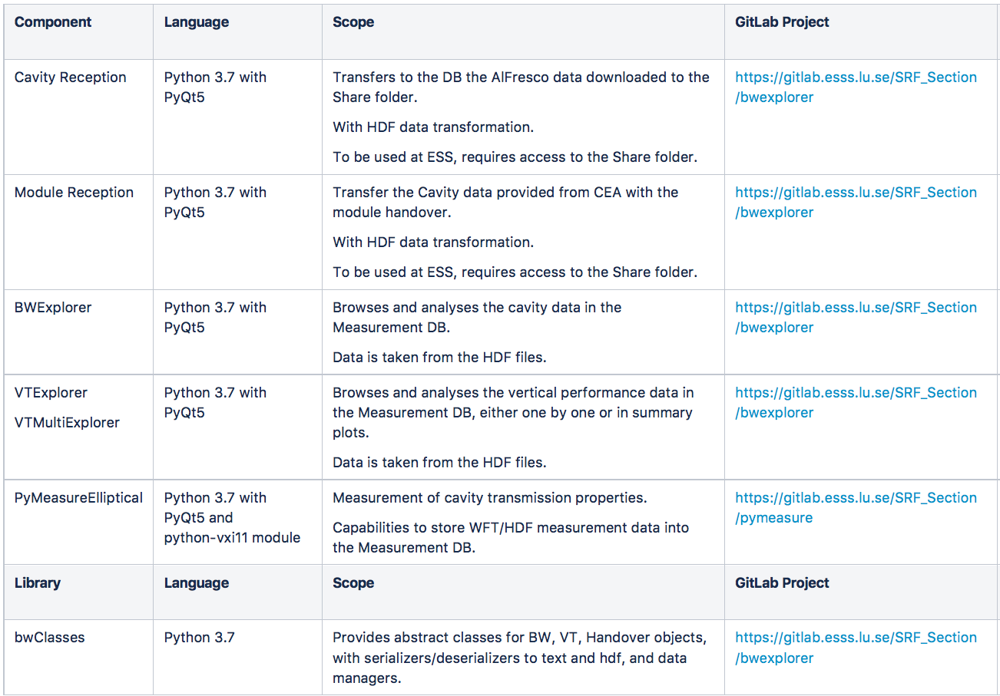 Component
Language
Scope
GitLab Project
Cavity Reception
Python 3.7 with
PyQt5
Transfers to the DB the AlFresco data downloaded to the
Share folder.
With HDF data transformation.
To be used at ESS, requires access to the Share folder.
https://gitlab.esss.lu.se/SRF_Section
/bwexplorer
Module Reception
Python 3.7 with
PyQt5
Transfer the Cavity data provided from CEA with the
module handover.
With HDF data transformation.
To be used at ESS, requires access to the Share folder.
https://gitlab.esss.lu.se/SRF_Section
/bwexplorer
BWExplorer
Python 3.7 with
PyQt5
Browses and analyses the cavity data in the
Measurement DB.
Data is taken from the HDF files.
https://gitlab.esss.lu.se/SRF_Section
/bwexplorer
VTExplorer
VTMultiExplorer
Python 3.7 with
PyQt5
Browses and analyses the vertical performance data in
the Measurement DB, either one by one or in summary
plots.
Data is taken from the HDF files.
https://gitlab.esss.lu.se/SRF_Section
/bwexplorer
PyMeasureElliptical
Python 3.7 with
PyQt5 and
python-vxi11 module
Measurement of cavity transmission properties.
Capabilities to store WFT/HDF measurement data into
the Measurement DB.
https://gitlab.esss.lu.se/SRF_Section
/pymeasure
Library
Language
Scope
GitLab Project
bwClasses
Python 3.7
Provides abstract classes for BW, VT, Handover objects,
with serializers/deserializers to text and hdf, and data
managers.
https://gitlab.esss.lu.se/SRF_Section
/bwexplorer